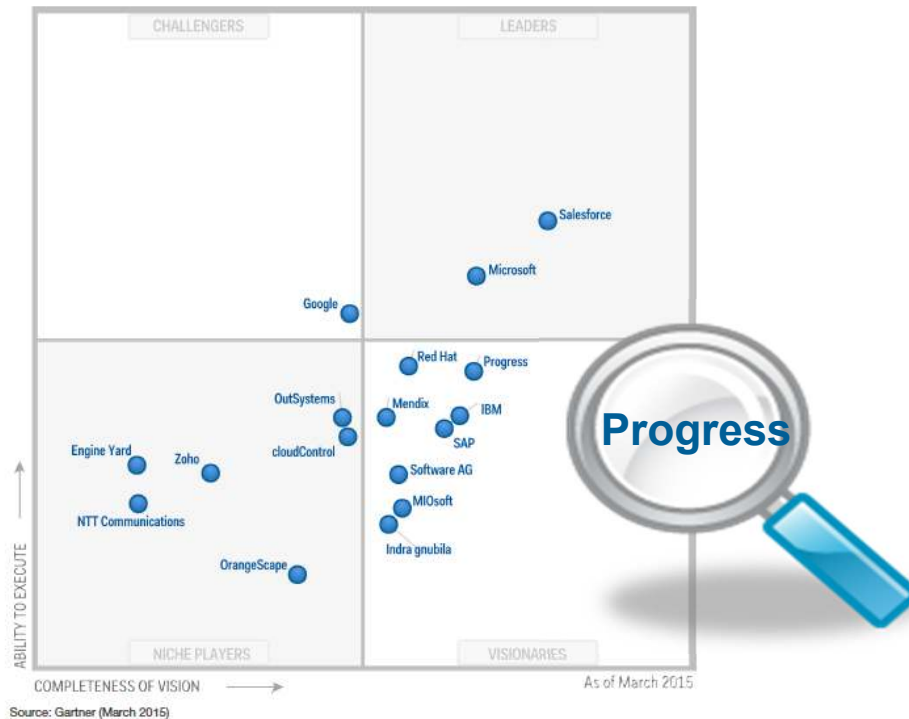 CHALLENGERS
LEADERS
Salesforce
Microsoft
Google
Red Hat
Progress
OutSystems
Mendix
IBM
SAP
cloudControl
Engine Yard
Zoho
Software AG
NTT Communications
MIOsoft
Indra gnubila
OrangeScape
Progress
ABILITY TO EXECUTE
NICHE PLAYERS
VISIONARIES
COMPLETENESS OF VISION
As of March 2015
Source: Gartner (March 2015)